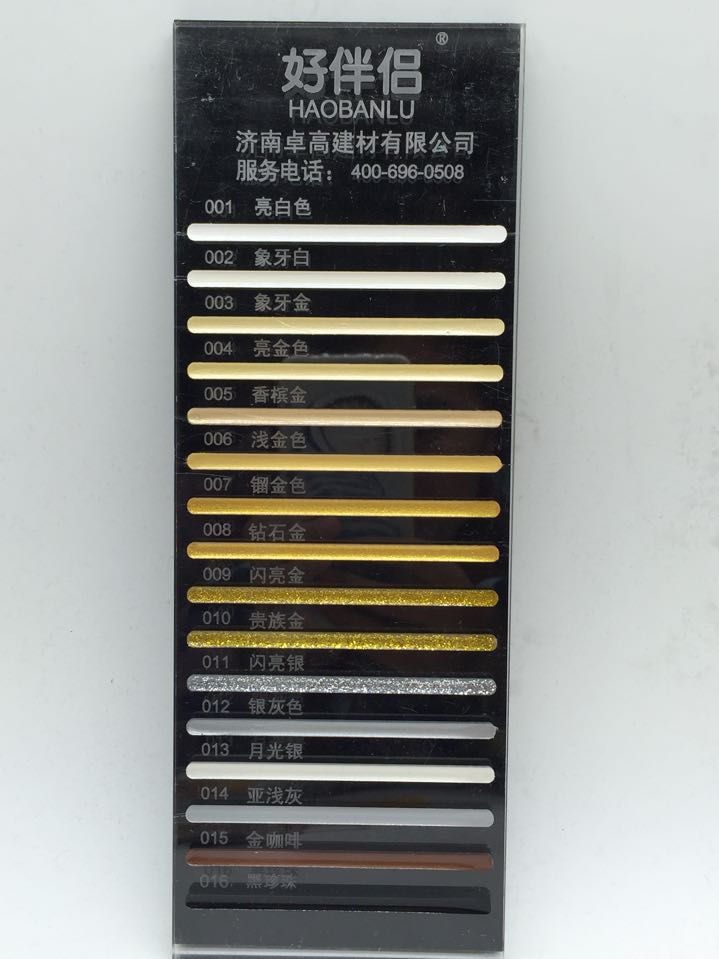 好伴侣®
HAOBANLU
济南卓高建材有限公司
服务电话： 400-696-0508
001 亮白色
002 象牙白
003 象牙金
004 亮金色
005 香槟金
006 浅金色
007 镏金色
008 钻石金
009 闪亮金
010 贵族金
011 闪亮银
012 银灰色
013 月光银
014 亚浅灰
015 金咖啡
016 黑珍珠